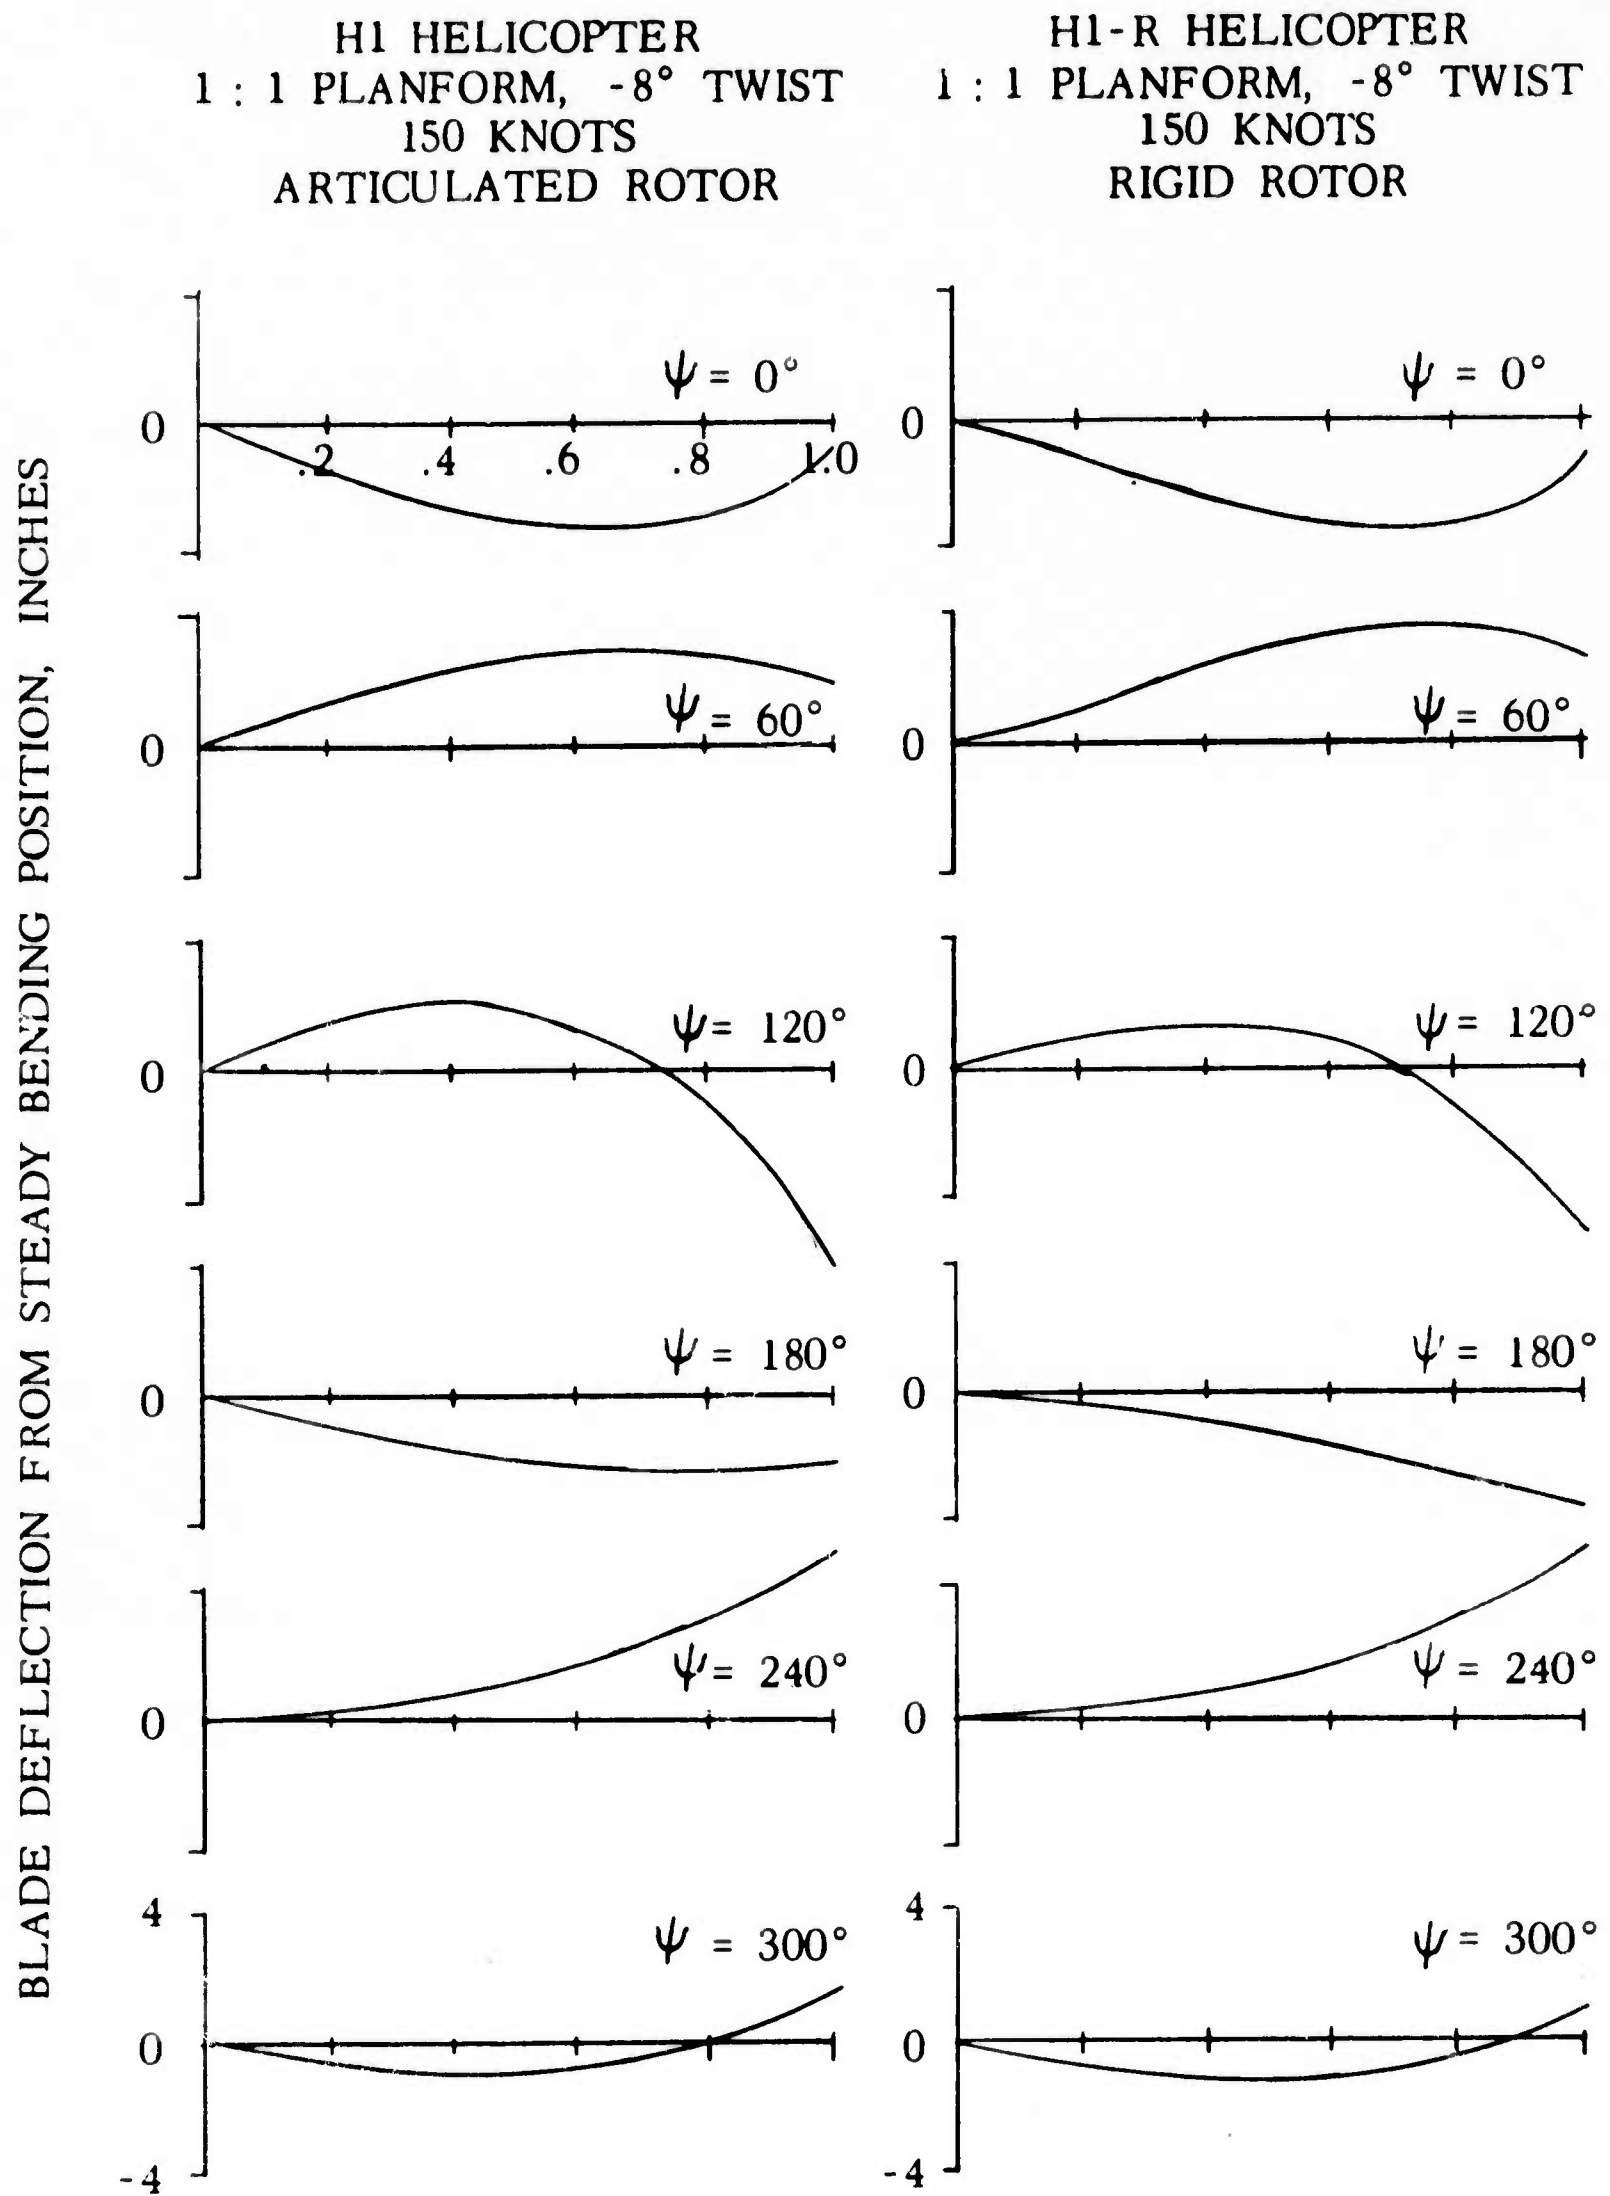 H1 HELICOPTER
1 : 1 PLANFORM, -8° TWIST
150 KNOTS
ARTICULATED ROTOR
H1-R HELICOPTER
1 : 1 PLANFORM, -8° TWIST
150 KNOTS
RIGID ROTOR
BLADE DEFLECTION FROM STEADY BENDING POSITION, INCHES
ψ = 0°
0
.2 .4 .6 .8 1.0
ψ = 0°
0
ψ = 60°
0
ψ = 60°
0
ψ = 120°
0
ψ = 120°
0
ψ = 180°
0
ψ = 180°
0
ψ = 240°
0
ψ = 240°
0
4
ψ = 300°
0
-4
4
ψ = 300°
0
-4